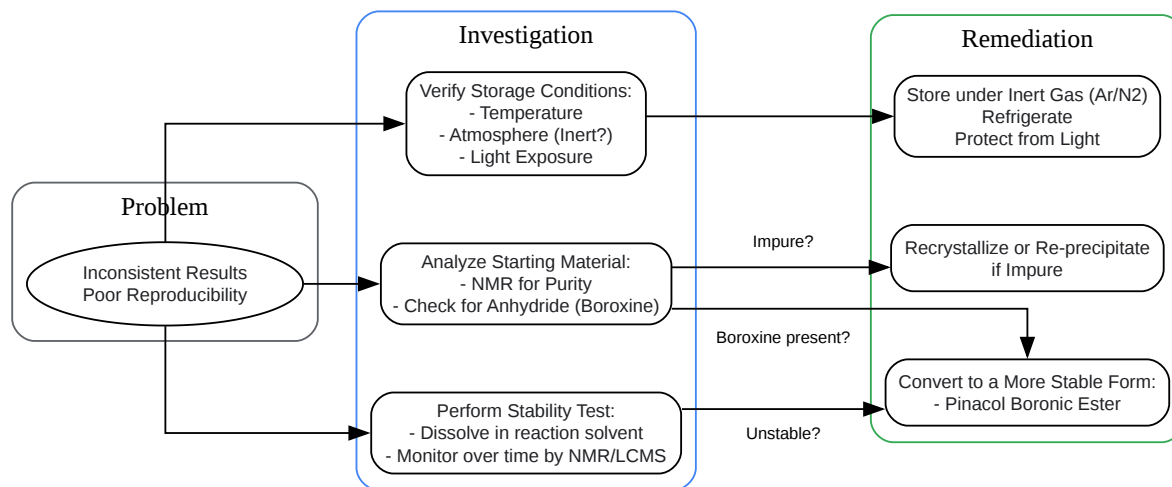 Problem
Inconsistent Results
Poor Reproducibility
Investigation
Verify Storage Conditions:
- Temperature
- Atmosphere (Inert?)
- Light Exposure
Analyze Starting Material:
- NMR for Purity
- Check for Anhydride (Boroxine)
Perform Stability Test:
- Dissolve in reaction solvent
- Monitor over time by NMR/LCMS
Impure?
Boroxine present?
Unstable?
Remediation
Store under Inert Gas (Ar/N2)
Refrigerate
Protect from Light
Recrystallize or Re-precipitate
if Impure
Convert to a More Stable Form:
- Pinacol Boronic Ester